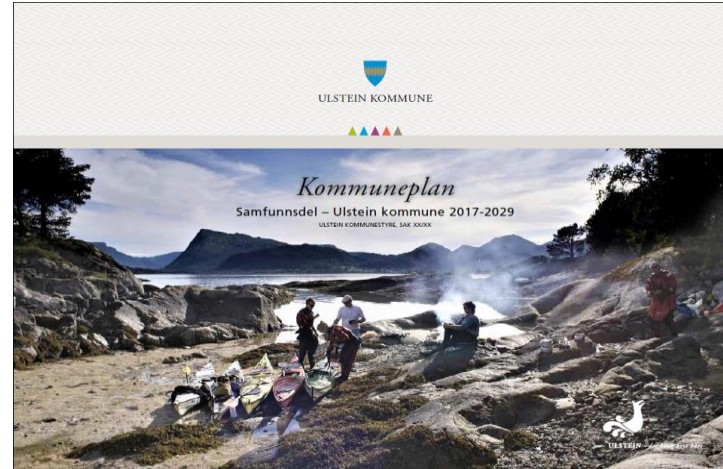 ULSTEIN KOMMUNE
Kommuneplan
Samfunnsdel – Ulstein kommune 2017-2029
ULSTEIN KOMMUNESTYRE, SAK XX/XX
ULSTEIN